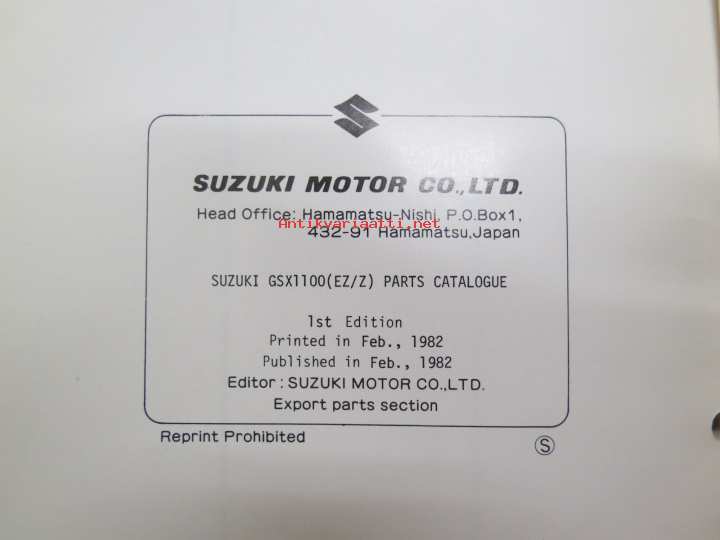 SUZUKI MOTOR CO.,LTD.
Head Office: Hamamatsu-Nishi, P.O.Box1,
Antikvariaatti.net
432-91 Hamamatsu,Japan
SUZUKI GSX1100(EZ/Z) PARTS CATALOGUE
1st Edition
Printed in Feb., 1982
Published in Feb., 1982
Editor : SUZUKI MOTOR CO.,LTD.
Export parts section
Reprint Prohibited
S